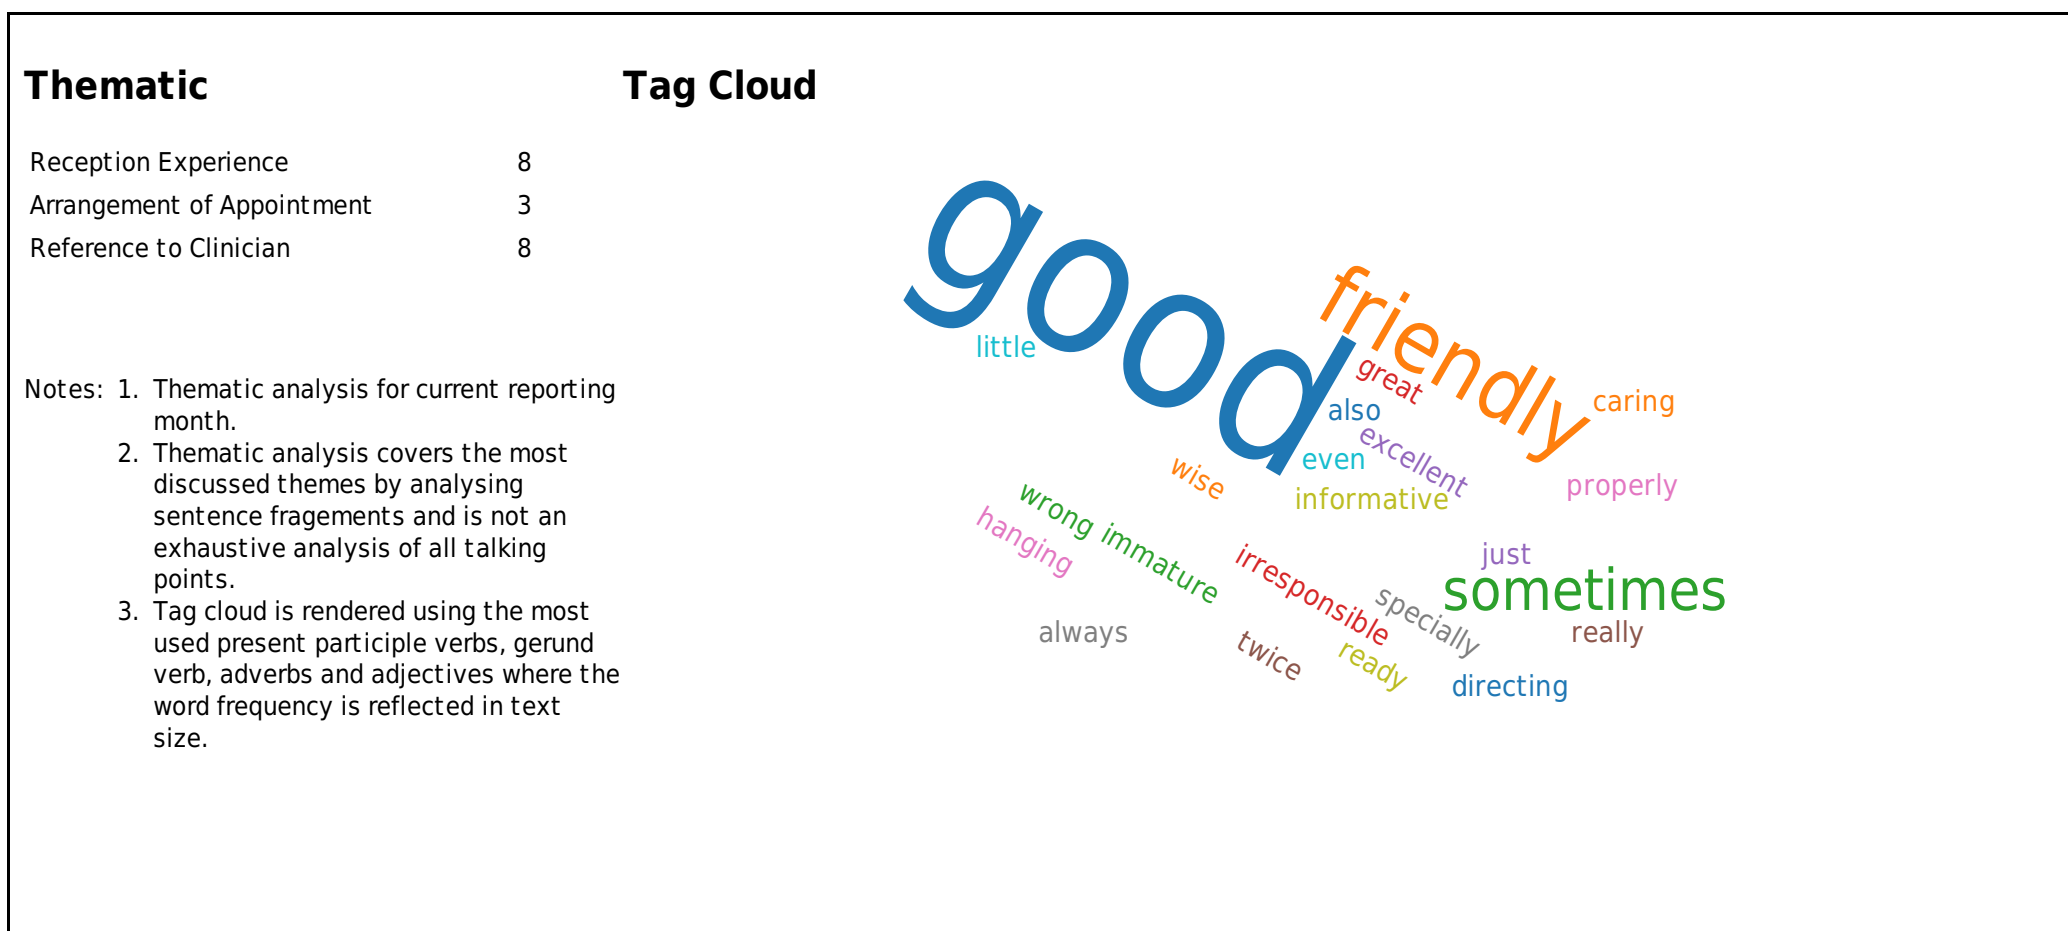 Thematic
Tag Cloud
Reception Experience 8
Arrangement of Appointment 3
Reference to Clinician 8
Notes: 1. Thematic analysis for current reporting
month.
2. Thematic analysis covers the most
discussed themes by analysing
sentence fragements and is not an
exhaustive analysis of all talking
points.
3. Tag cloud is rendered using the most
used present participle verbs, gerund
verb, adverbs and adjectives where the
word frequency is reflected in text
size.
good
friendly
little
great
caring
also
excellent
even
wise
informative
properly
wrong
hanging
immature
irresponsible
just
sometimes
specially
always
twice
ready
really
directing